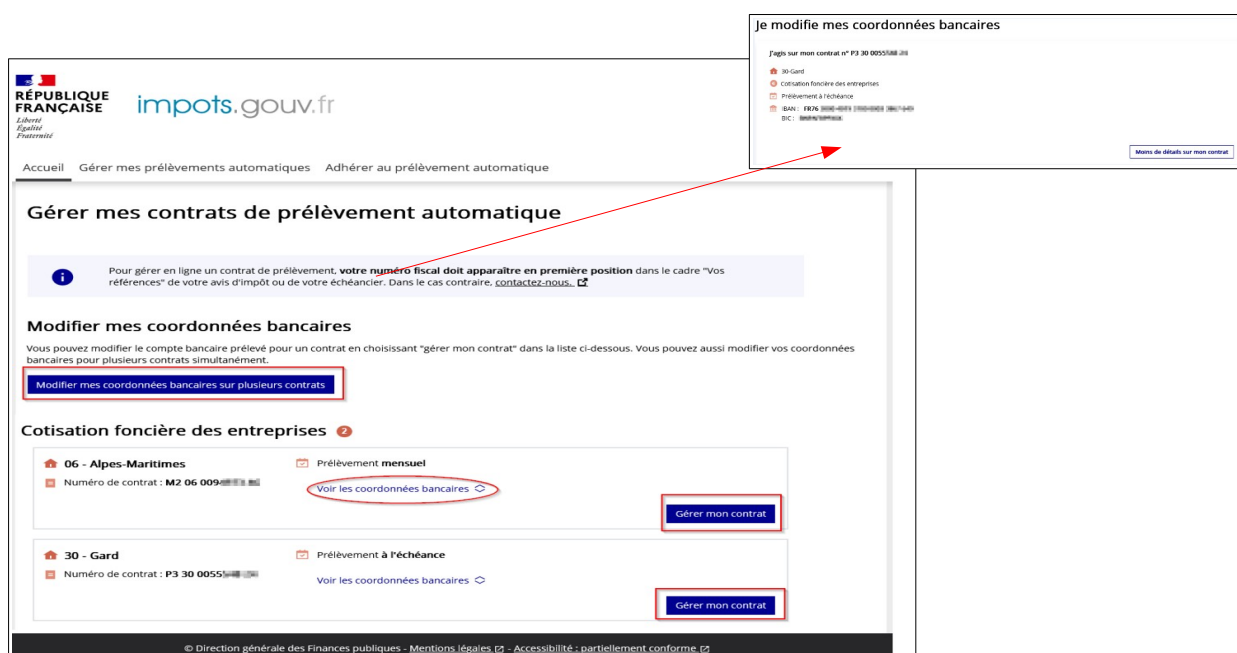 Je modifie mes coordonnées bancaires
J'agis sur mon contrat n° P3 30 0055
30-Gard
Cotisation foncière des entreprises
Prélèvement à l'échéance
IBAN : FR76
BIC :
Moins de détails sur mon contrat
RÉPUBLIQUE
FRANÇAISE
Liberté
Égalité
Fraternité
impots.gouv.fr
Accueil Gérer mes prélèvements automatiques Adhérer au prélèvement automatique
Gérer mes contrats de prélèvement automatique
Pour gérer en ligne un contrat de prélèvement, votre numéro fiscal doit apparaître en première position dans le cadre "Vos
références" de votre avis d'impôt ou de votre échéancier. Dans le cas contraire, contactez-nous.
Modifier mes coordonnées bancaires
Vous pouvez modifier le compte bancaire prélevé pour un contrat en choisissant "gérer mon contrat" dans la liste ci-dessous. Vous pouvez aussi modifier vos coordonnées
bancaires pour plusieurs contrats simultanément.
Modifier mes coordonnées bancaires sur plusieurs contrats
Cotisation foncière des entreprises 2
06 - Alpes-Maritimes
Prélèvement mensuel
Numéro de contrat : M2 06 009
Voir les coordonnées bancaires
Gérer mon contrat
30 - Gard
Prélèvement à l'échéance
Numéro de contrat : P3 30 0055
Voir les coordonnées bancaires
Gérer mon contrat
© Direction générale des Finances publiques - Mentions légales - Accessibilité : partiellement conforme